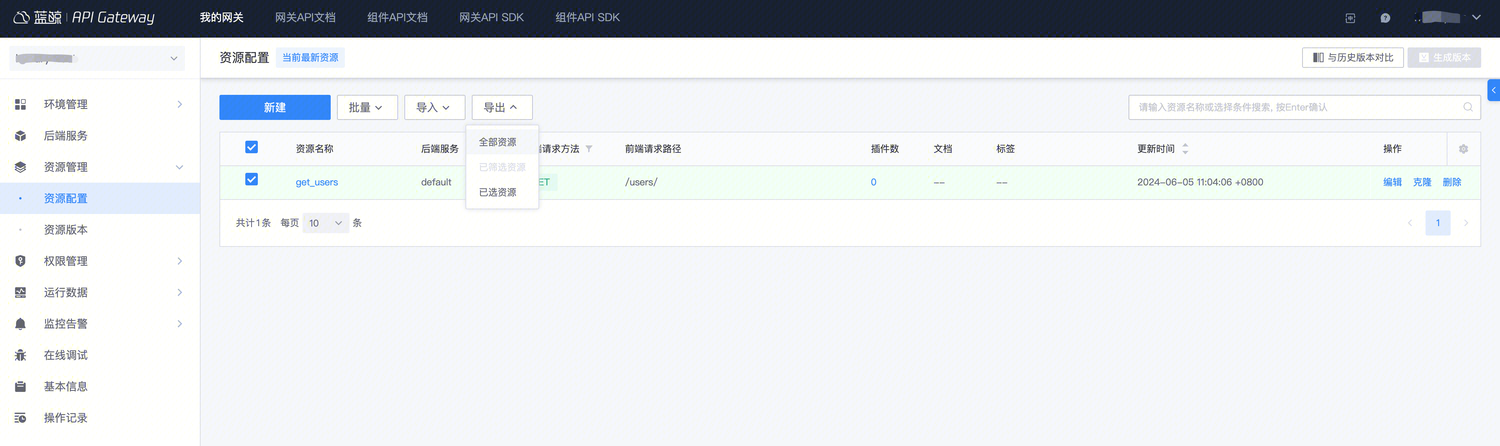 蓝鲸 | API Gateway 我的网关 网关API文档 组件API文档 网关API SDK 组件API SDK
资源配置 当前最新资源 与历史版本对比 生成版本
环境管理
后端服务
资源管理
资源配置
资源版本
权限管理
运行数据
监控告警
在线调试
基本信息
操作记录
新建 批量 导入 导出 请输入资源名称或选择条件搜索, 按Enter确认
全部资源
已筛选资源
已选资源
资源名称 后端服务 请求方法 前端请求路径 插件数 文档 标签 更新时间 操作
get_users default ET /users/ 0 -- -- 2024-06-05 11:04:06 +0800 编辑 克隆 删除
共计1条 每页 10 条 1